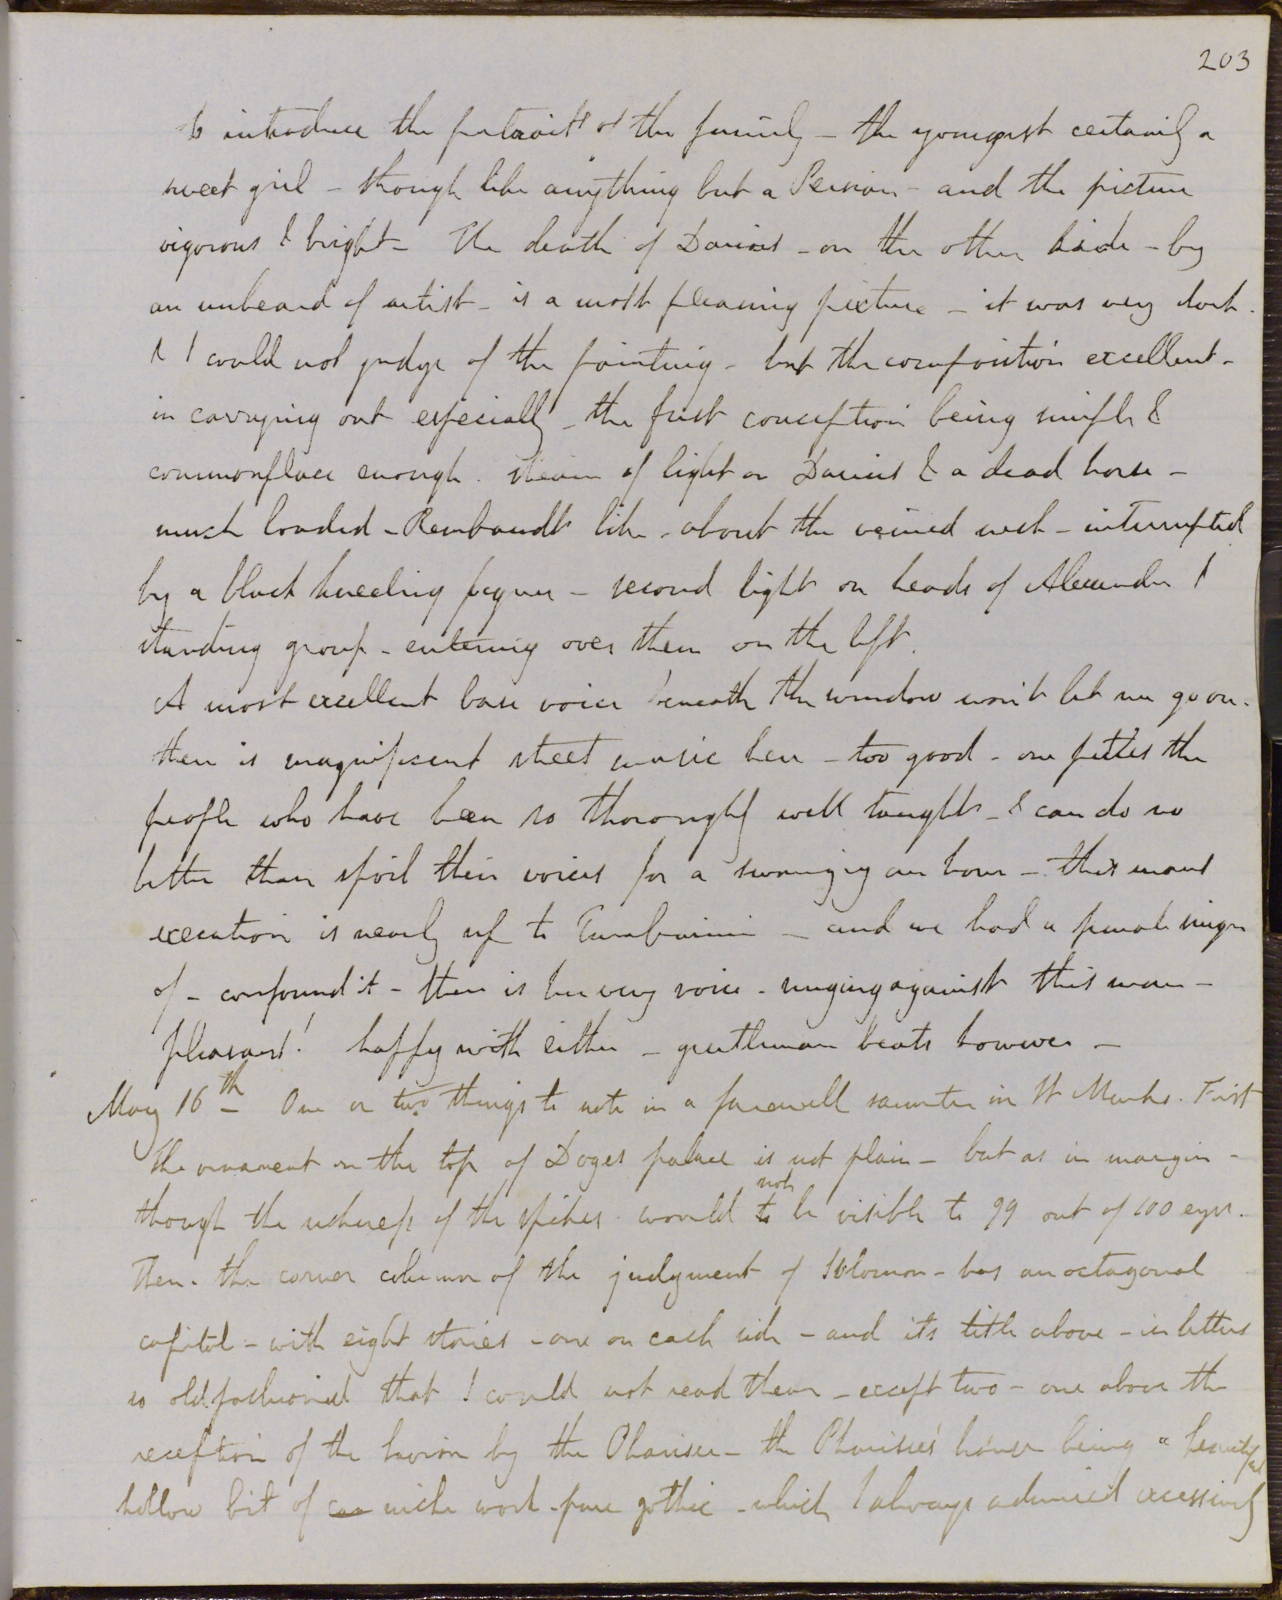 203
to introduce the portraits of the family – the youngest certainly a
sweet girl – though like anything but a Persian – and the picture
vigorous & bright – The death of Darius – on the other side – by
an unheard of artist – is a most pleasing picture – it was very dark.
& I could not judge of the painting – but the composition excellent –
in carrying out especially – the first conception being simple &
commonplace enough. stream of light on Darius & a dead horse –
much loaded – Rembrandt like – about the veined neck – interrupted
by a black kneeling figure – second light on heads of Alexander &
standing group – entering over them on the left.
A most excellent base voice beneath the window won't let me go on.
there is magnificent street music here – too good – one pities the
people who have been so thoroughly well taught – & can do no
better than spoil their voices for a swanzig an hour – this mans
execution is nearly up to Tamburini – and we had a female singer
of – confound it – there is her very voice – singing against this man –
pleasant! happy with either – gentleman beats however –
May 16th One or two things to note in a farewell saunter in St Marks. First
the ornament on the top of Doges palace is not plain – but as in margin –
though the richness of the spikes would
not
to be visible to 99 out of 100 eyes.
Then – the corner column of the judgment of Solomon – has an octagonal
capital – with eight stories – one on each side – and its title above – in letters
so oldfashioned that I could not read them – except two – one above the
reception of the by the Pharisee – the Pharisee's house being a beautiful
hollow bit of niche work – pure gothic – which I always admired excessively